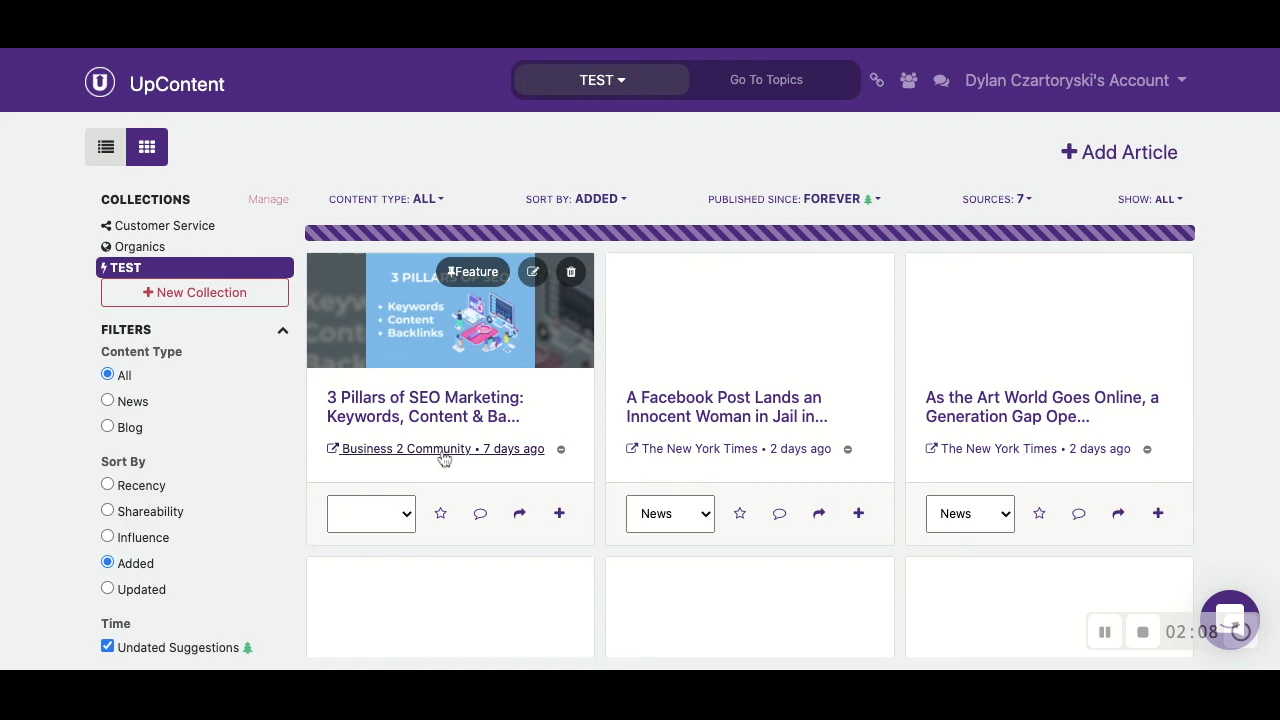 UpContent
TEST
Go To Topics
Dylan Czartoryski's Account
+ Add Article
COLLECTIONS
Manage
Customer Service
Organics
TEST
+ New Collection
FILTERS
Content Type
All
News
Blog
Sort By
Recency
Shareability
Influence
Added
Updated
Time
Undated Suggestions
CONTENT TYPE: ALL
SORT BY: ADDED
PUBLISHED SINCE: FOREVER
SOURCES: 7
SHOW: ALL
Feature
3 PILLARS OF SEO
• Keywords
• Content
• Backlinks
3 Pillars of SEO Marketing:
Keywords, Content & Ba...
Business 2 Community • 7 days ago
A Facebook Post Lands an
Innocent Woman in Jail in...
The New York Times • 2 days ago
News
As the Art World Goes Online, a
Generation Gap Ope...
The New York Times • 2 days ago
News
02:08